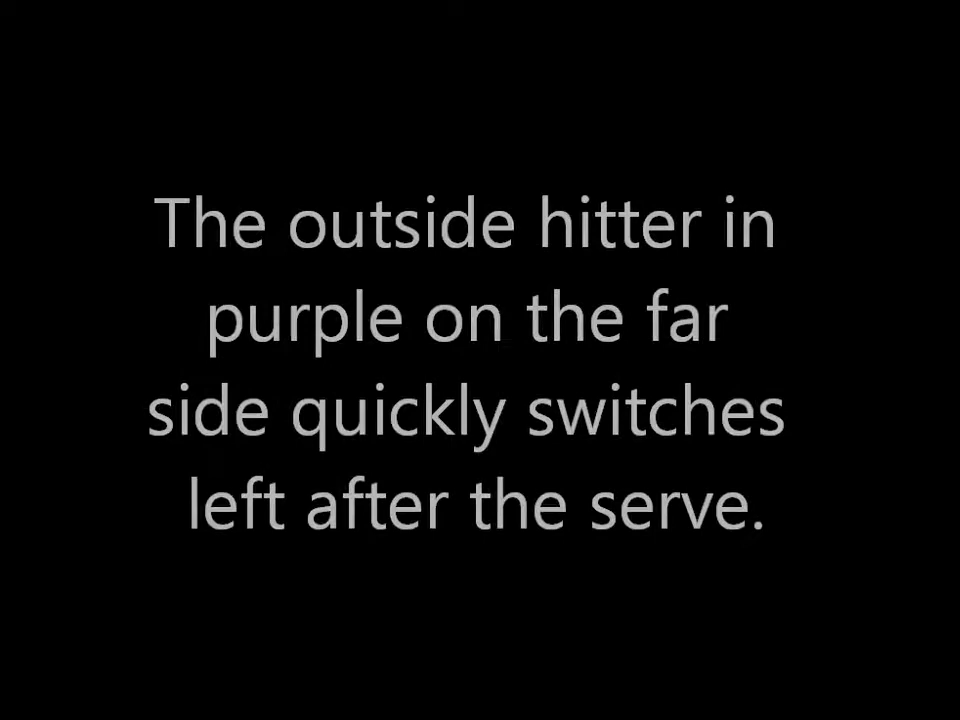 The outside hitter in
purple on the far
side quickly switches
left after the serve.